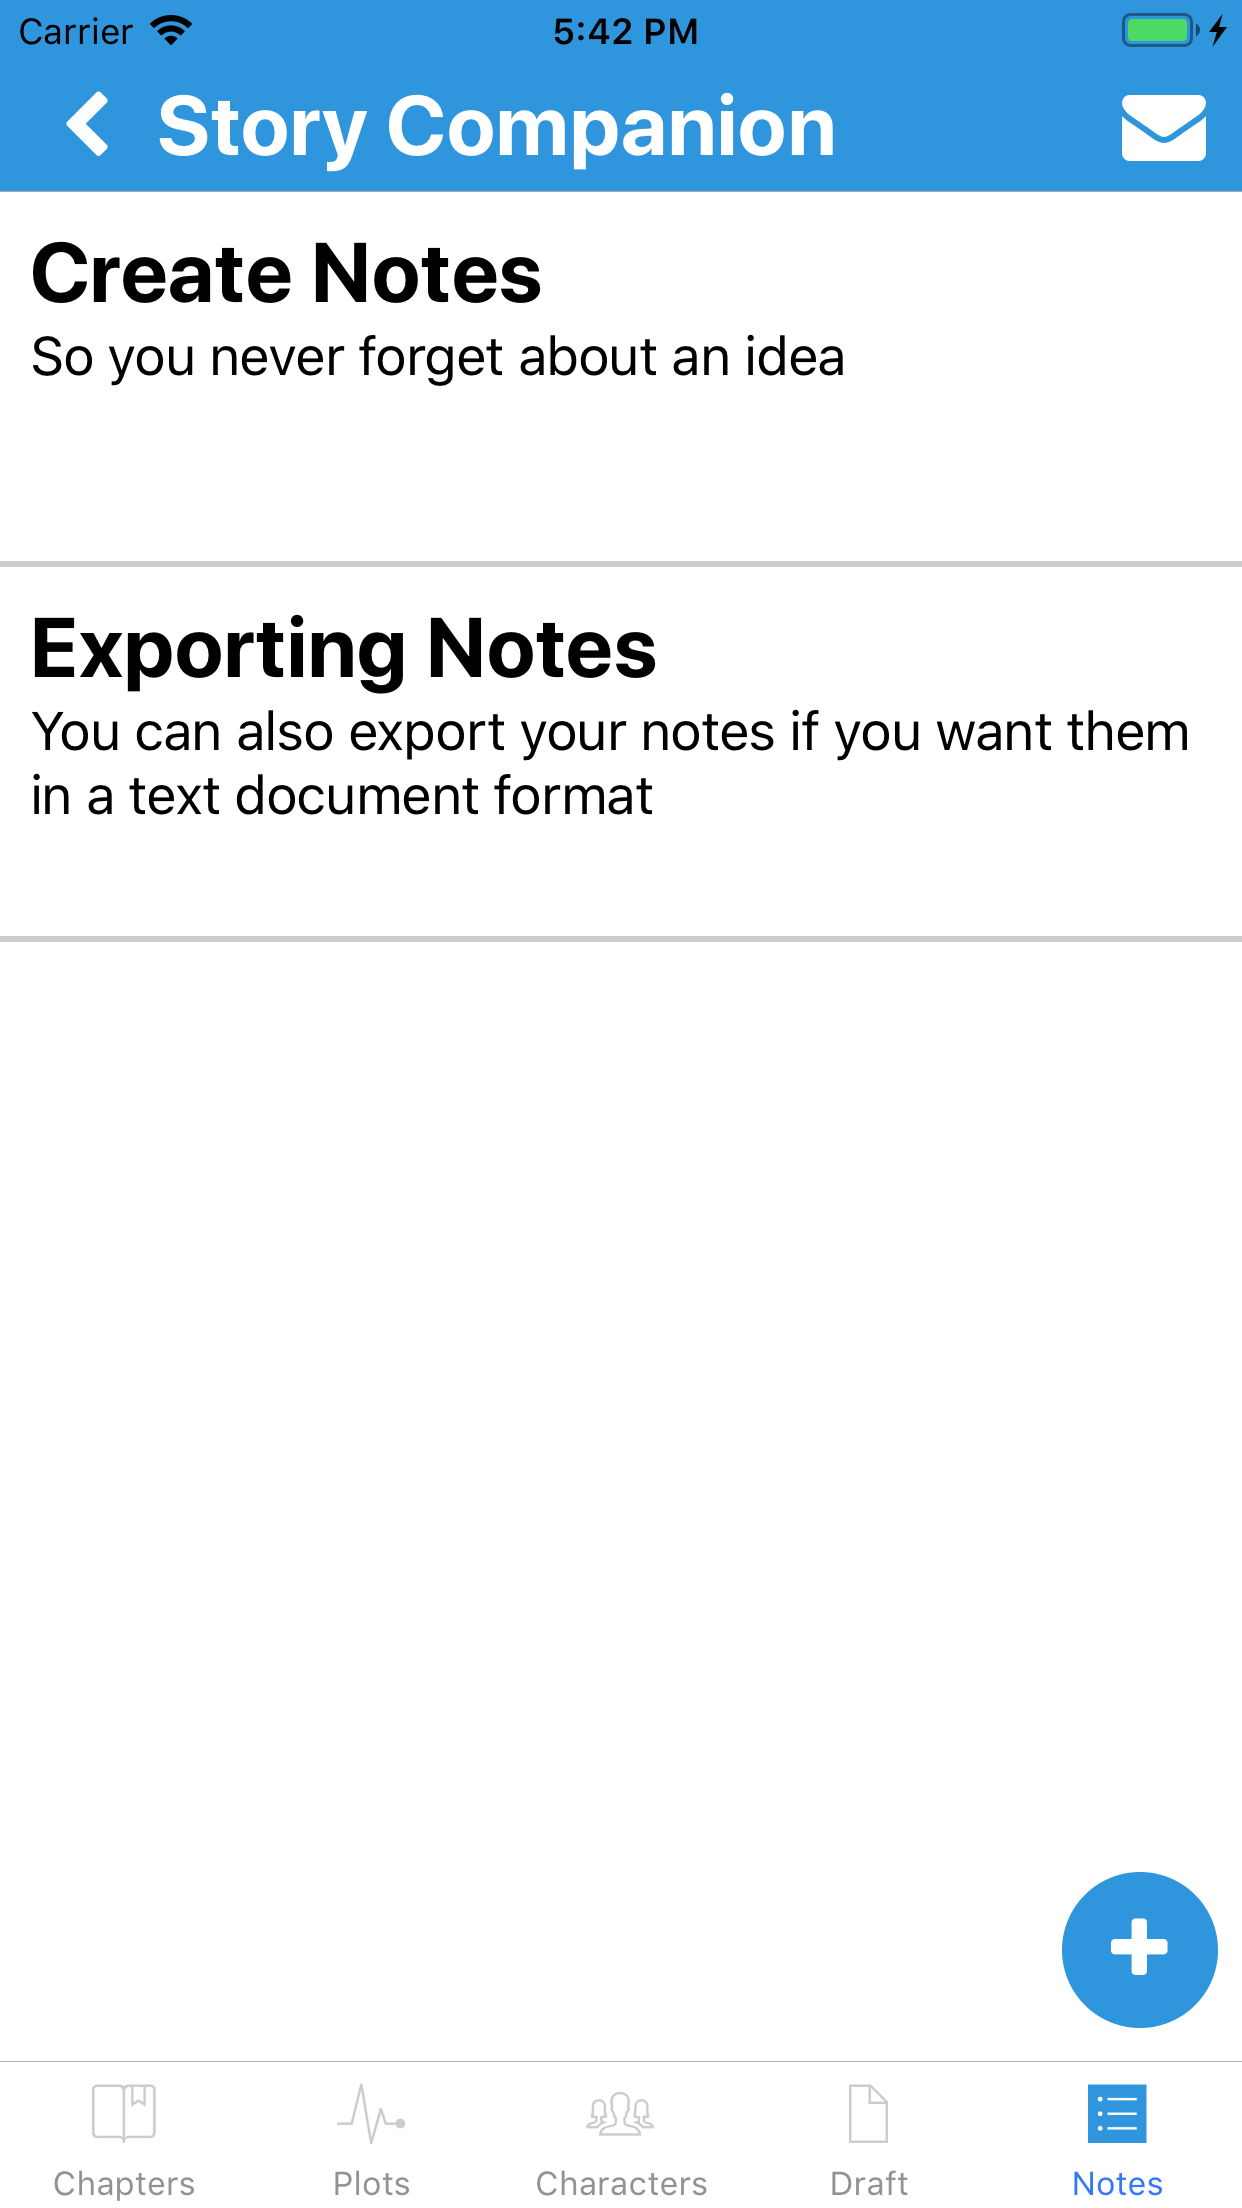 Carrier 5:42 PM
Story Companion
Create Notes
So you never forget about an idea
Exporting Notes
You can also export your notes if you want them
in a text document format
Chapters Plots Characters Draft Notes